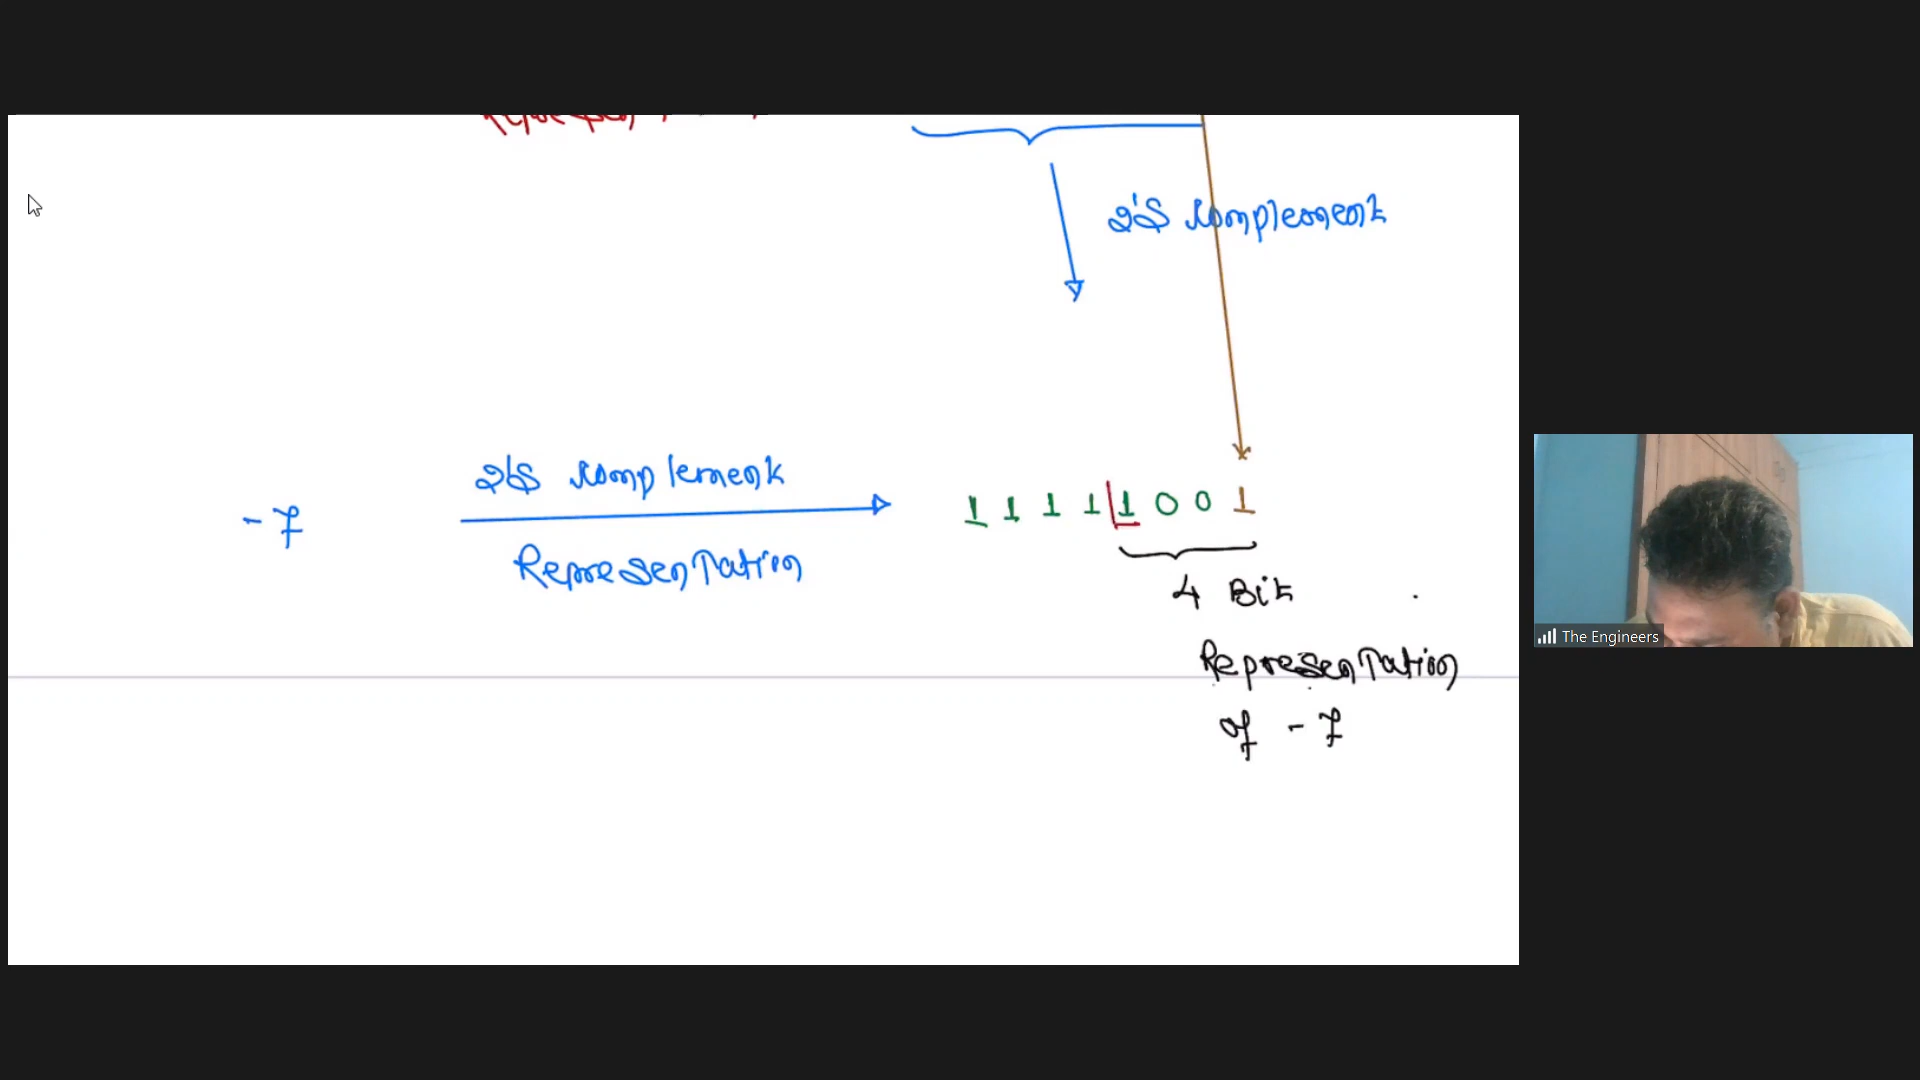 2's complement
2's complement
-7
1 1 1 1 1 0 0 1
Representation
4 Bit
Representation
of -7
The Engineers